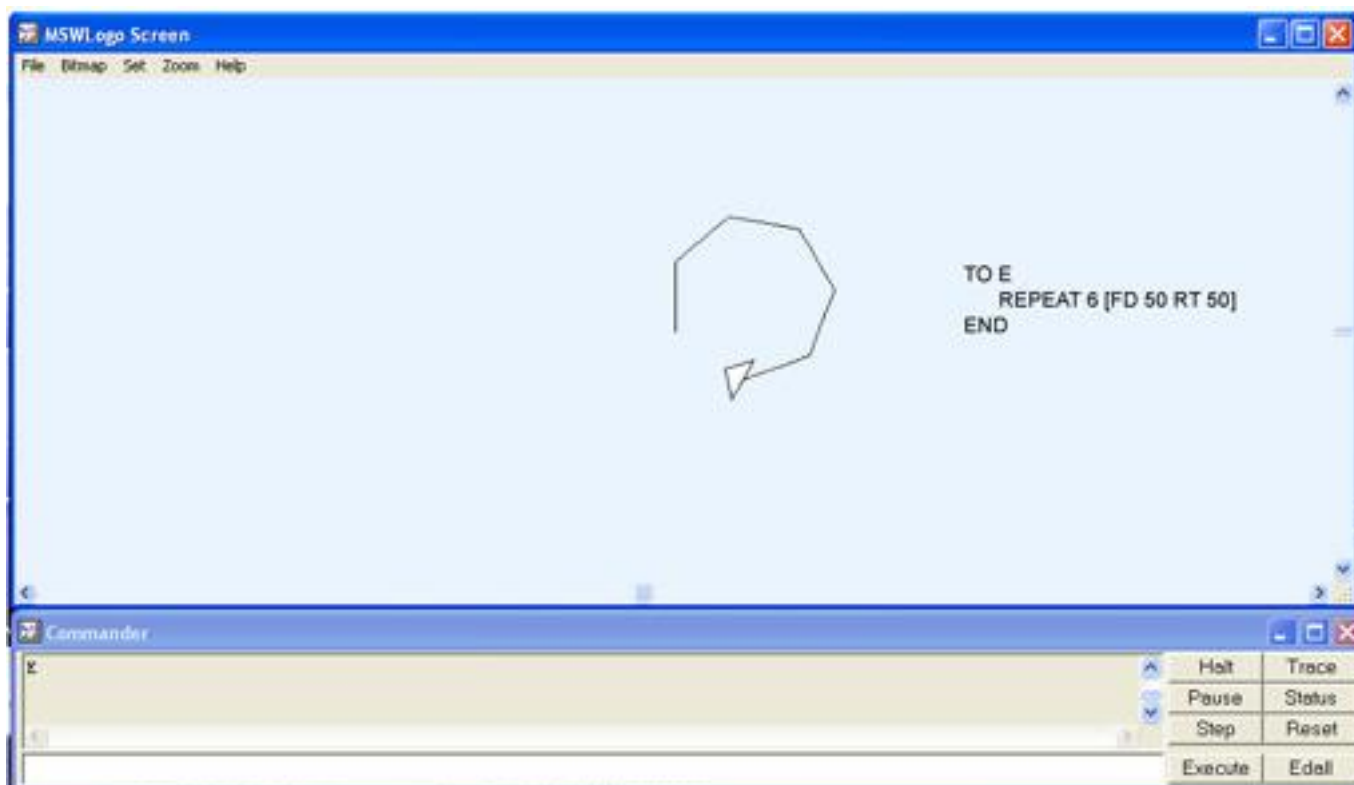 MSWLogo Screen
File Bitmap Set Zoom Help
TO E
REPEAT 6 [FD 50 RT 50]
END
Commander
E
Halt Trace
Pause Status
Step Reset
Execute Edall